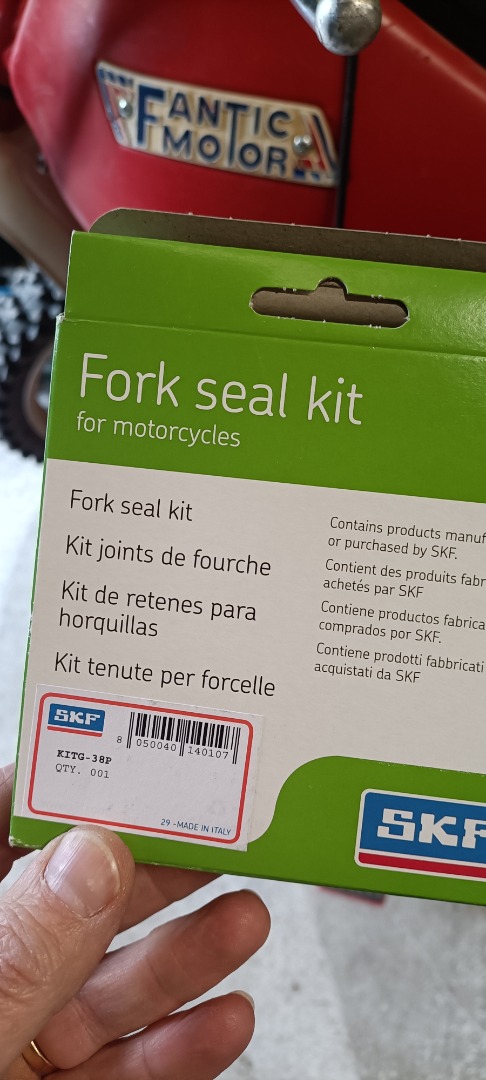 FANTIC
MOTOR
Fork seal kit
for motorcycles
Fork seal kit
Kit joints de fourche
Kit de retenes para
horquillas
Kit tenute per forcelle
Contains products manuf
or purchased by SKF.
Contient des produits fabr
achetés par SKF
Contiene productos fabrica
comprados por SKF.
Contiene prodotti fabbricati
acquistati da SKF
SKF
8 050040 140107
KITG-38P
QTY. 001
29 -MADE IN ITALY
SKF